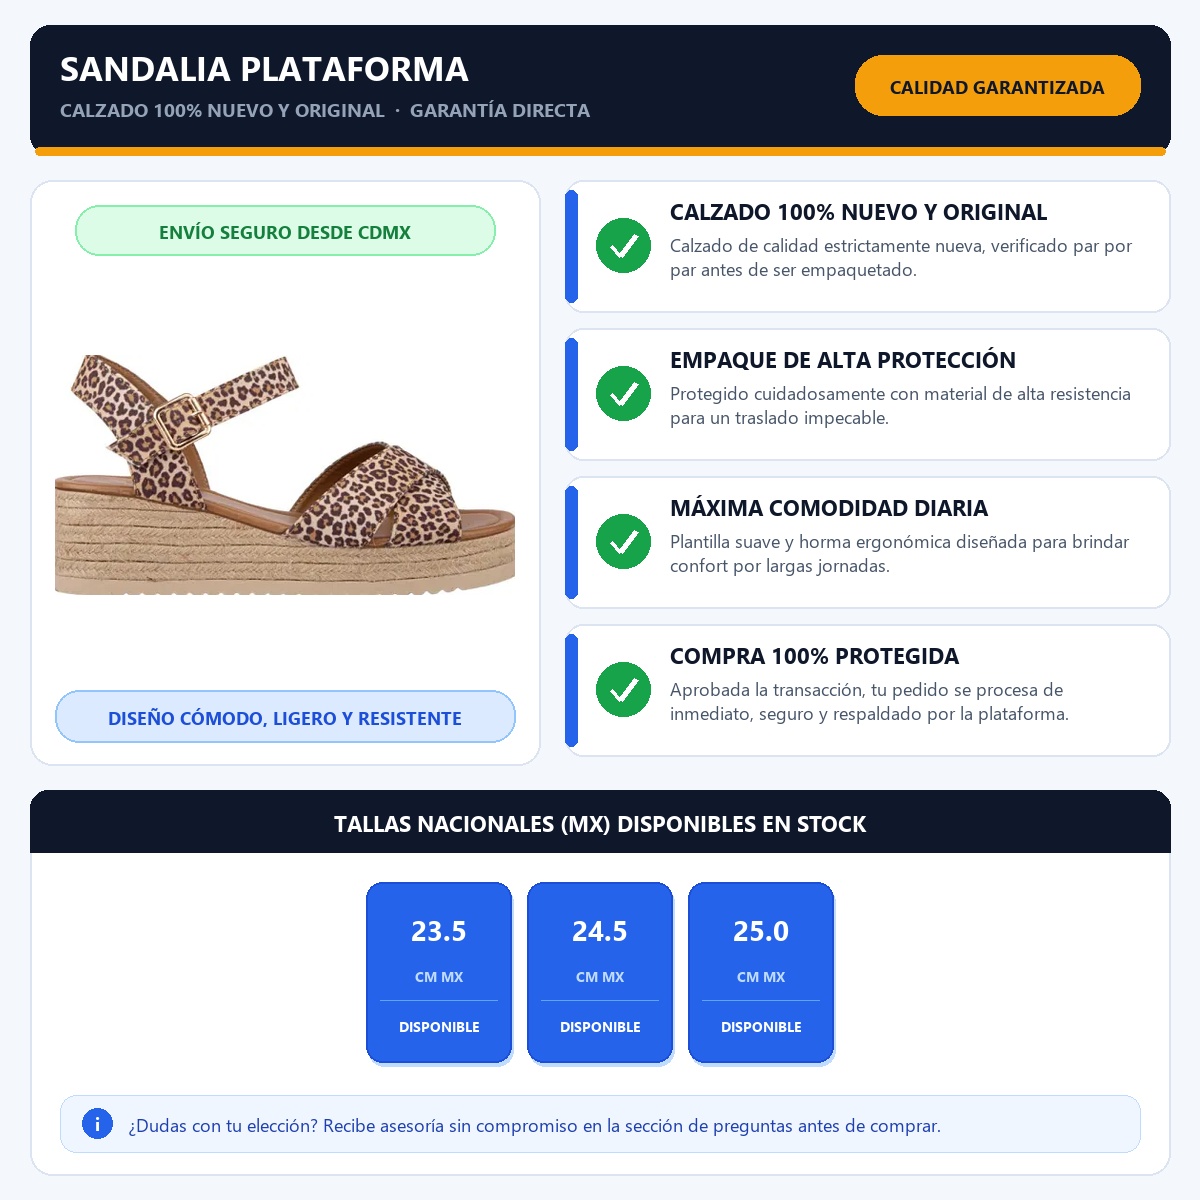 SANDALIA PLATAFORMA
CALZADO 100% NUEVO Y ORIGINAL · GARANTÍA DIRECTA
CALIDAD GARANTIZADA
ENVÍO SEGURO DESDE CDMX
DISEÑO CÓMODO, LIGERO Y RESISTENTE
CALZADO 100% NUEVO Y ORIGINAL
Calzado de calidad estrictamente nueva, verificado par por
par antes de ser empaquetado.
EMPAQUE DE ALTA PROTECCIÓN
Protegido cuidadosamente con material de alta resistencia
para un traslado impecable.
MÁXIMA COMODIDAD DIARIA
Plantilla suave y horma ergonómica diseñada para brindar
confort por largas jornadas.
COMPRA 100% PROTEGIDA
Aprobada la transacción, tu pedido se procesa de
inmediato, seguro y respaldado por la plataforma.
TALLAS NACIONALES (MX) DISPONIBLES EN STOCK
23.5
CM MX
DISPONIBLE
24.5
CM MX
DISPONIBLE
25.0
CM MX
DISPONIBLE
¿Dudas con tu elección? Recibe asesoría sin compromiso en la sección de preguntas antes de comprar.